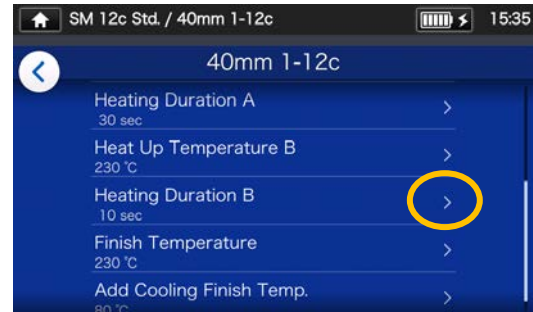 SM 12c Std. / 40mm 1-12c
15:35
40mm 1-12c
Heating Duration A
30 sec
Heat Up Temperature B
230 °C
Heating Duration B
10 sec
Finish Temperature
230 °C
Add Cooling Finish Temp.
80 °C